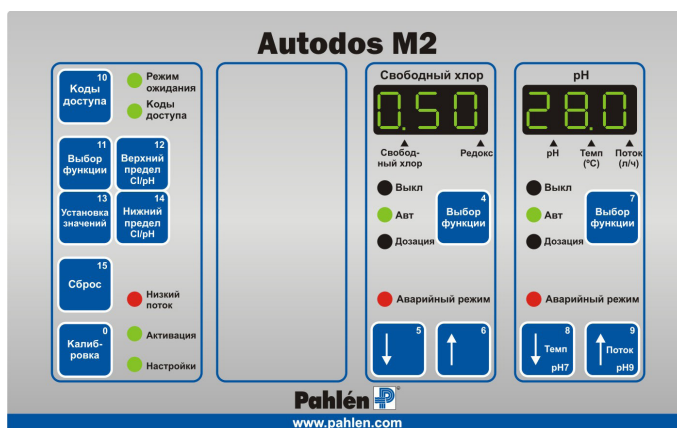 Autodos M2
10
Коды
доступа
Режим
ожидания
Коды
доступа
11
Выбор
функции
12
Верхний
предел
Cl/pH
13
Установка
значений
14
Нижний
предел
Cl/pH
15
Сброс
Низкий
поток
0
Калиб-
ровка
Активация
Настройки
Свободный хлор
0.50
Свобод-
ный хлор
Редокс
Выкл
Авт
Дозация
4
Выбор
функции
Аварийный режим
5
6
pH
28.0
pH
Темп
(°C)
Поток
(л/ч)
Выкл
Авт
Дозация
7
Выбор
функции
Аварийный режим
8
Темп
pH7
9
Поток
pH9
Pahlén
www.pahlen.com